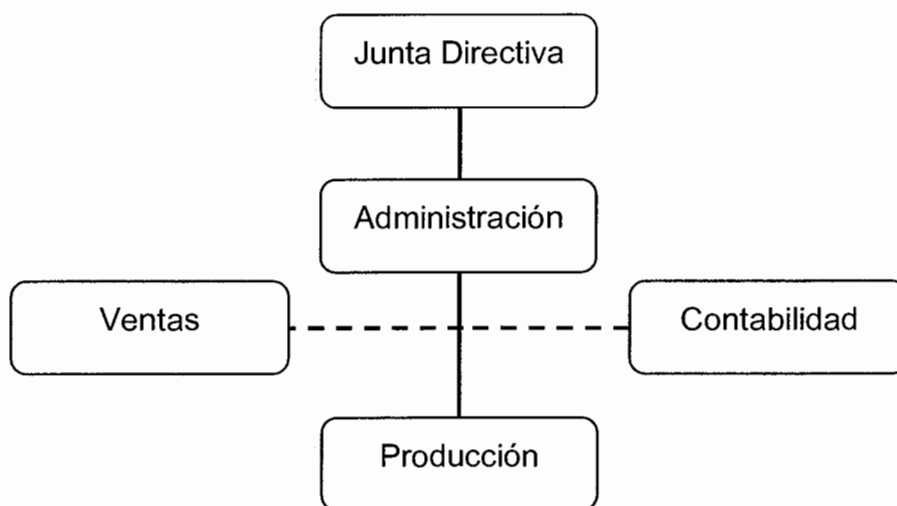 Junta Directiva
Administración
Ventas
Contabilidad
Producción